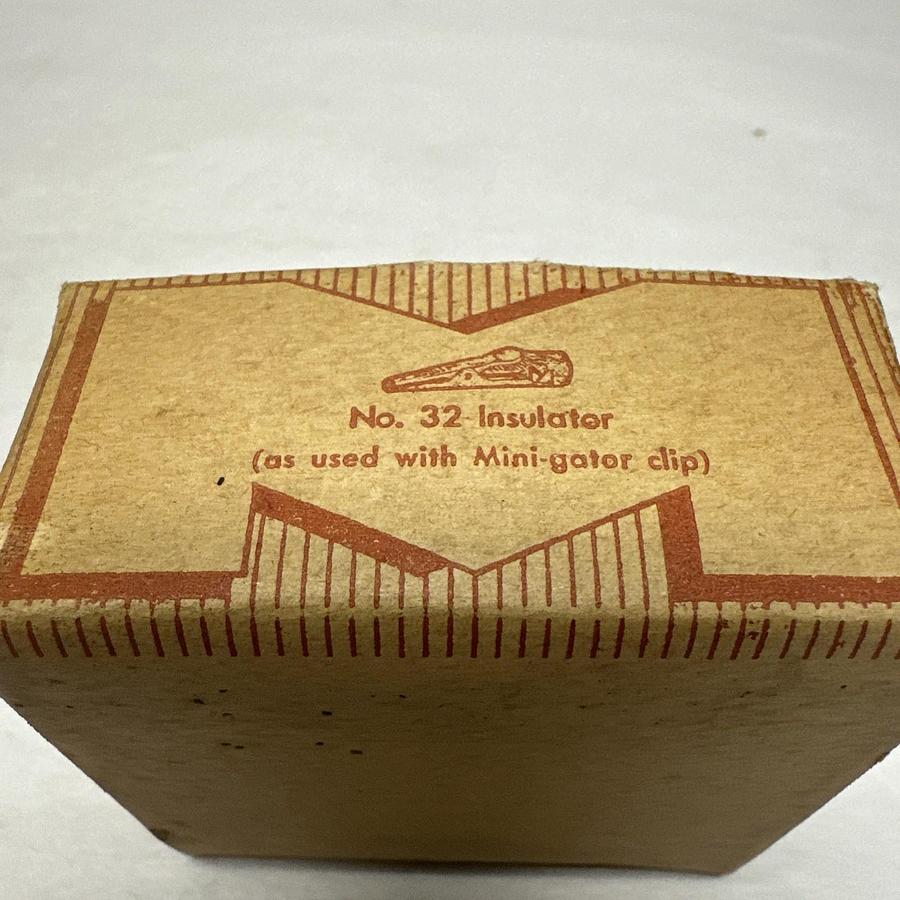 No. 32 Insulator
(as used with Mini-gator clip)